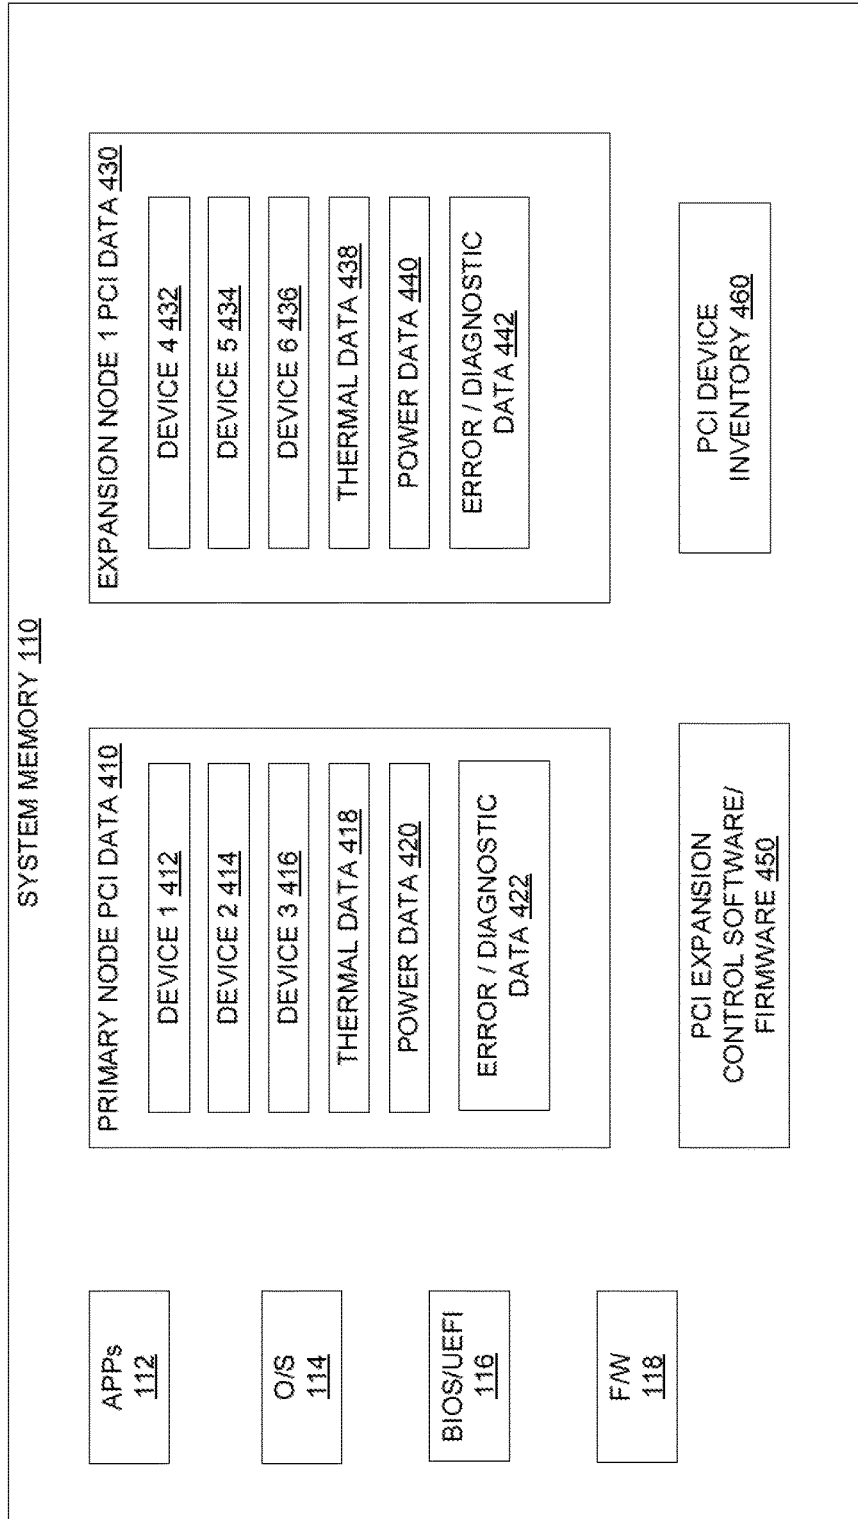 SYSTEM MEMORY 110
APPs
112
O/S
114
BIOS/UEFI
116
F/W
118
PRIMARY NODE PCI DATA 410
DEVICE 1 412
DEVICE 2 414
DEVICE 3 416
THERMAL DATA 418
POWER DATA 420
ERROR / DIAGNOSTIC
DATA 422
EXPANSION NODE 1 PCI DATA 430
DEVICE 4 432
DEVICE 5 434
DEVICE 6 436
THERMAL DATA 438
POWER DATA 440
ERROR / DIAGNOSTIC
DATA 442
PCI EXPANSION
CONTROL SOFTWARE/
FIRMWARE 450
PCI DEVICE
INVENTORY 460